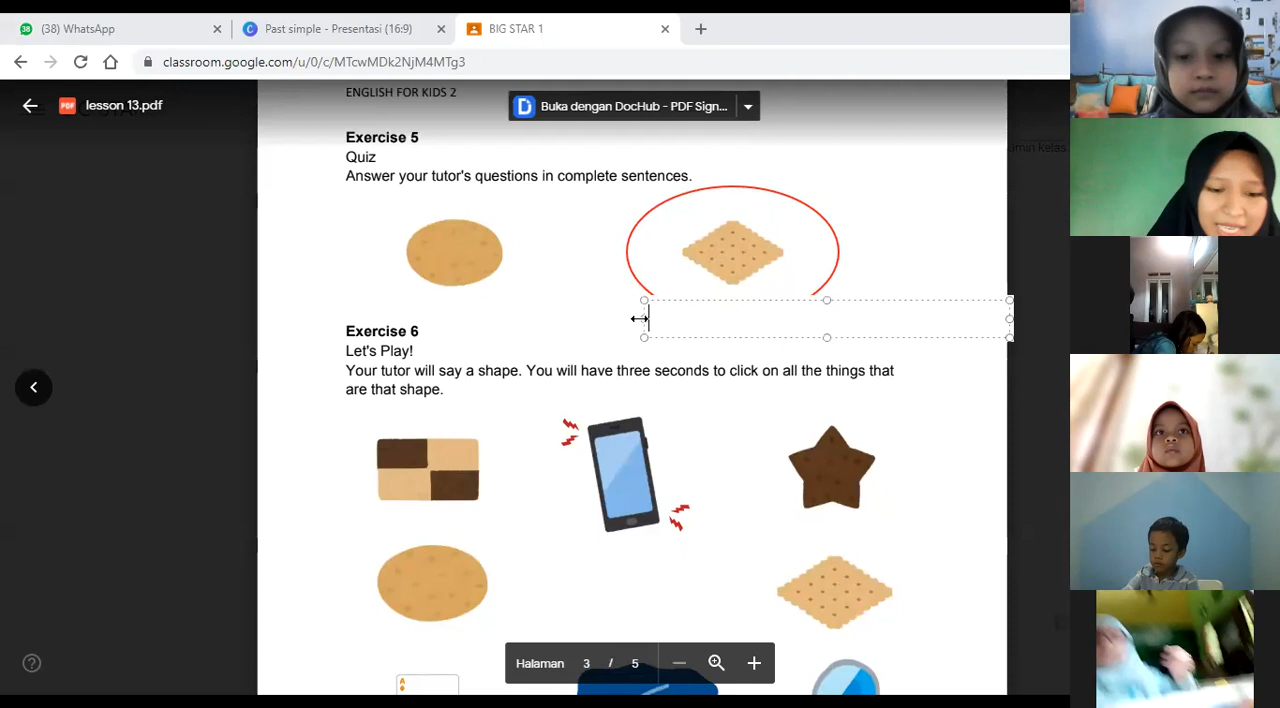 (38) WhatsApp
Past simple - Presentasi (16:9)
BIG STAR 1
classroom.google.com/u/0/c/MTcwMDk2NjM4MTg3
PDF
lesson 13.pdf
ENGLISH FOR KIDS 2
Buka dengan DocHub - PDF Sign...
Exercise 5
Quiz
Answer your tutor's questions in complete sentences.
Exercise 6
Let's Play!
Your tutor will say a shape. You will have three seconds to click on all the things that
are that shape.
Halaman 3 / 5
A